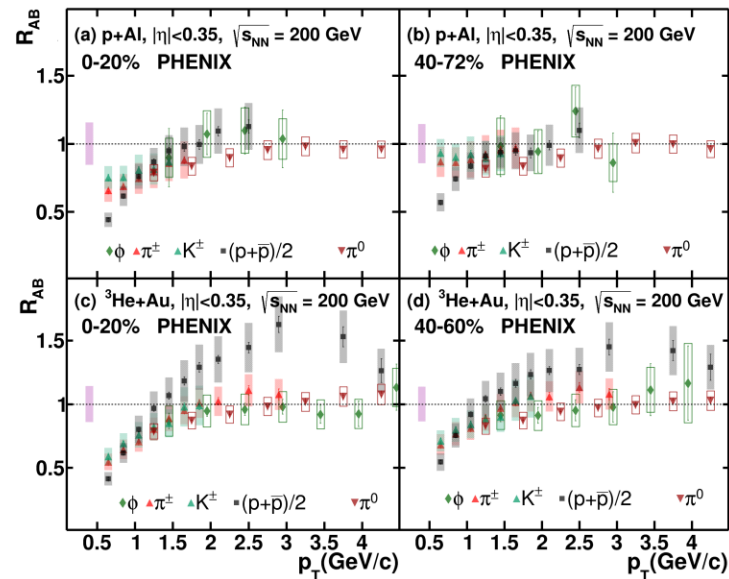 R_AB
(a) p+Al, |η|<0.35, √s_NN = 200 GeV
0-20% PHENIX
(b) p+Al, |η|<0.35, √s_NN = 200 GeV
40-72% PHENIX
1.5
1
0.5
ϕ π± K± (p+p̅)/2 π⁰
ϕ π± K± (p+p̅)/2 π⁰
R_AB
(c) ³He+Au, |η|<0.35, √s_NN = 200 GeV
0-20% PHENIX
(d) ³He+Au, |η|<0.35, √s_NN = 200 GeV
40-60% PHENIX
1.5
1
0.5
ϕ π± K± (p+p̅)/2 π⁰
ϕ π± K± (p+p̅)/2 π⁰
0.5 1 1.5 2 2.5 3 3.5 4
0.5 1 1.5 2 2.5 3 3.5 4
p_T(GeV/c)
p_T(GeV/c)